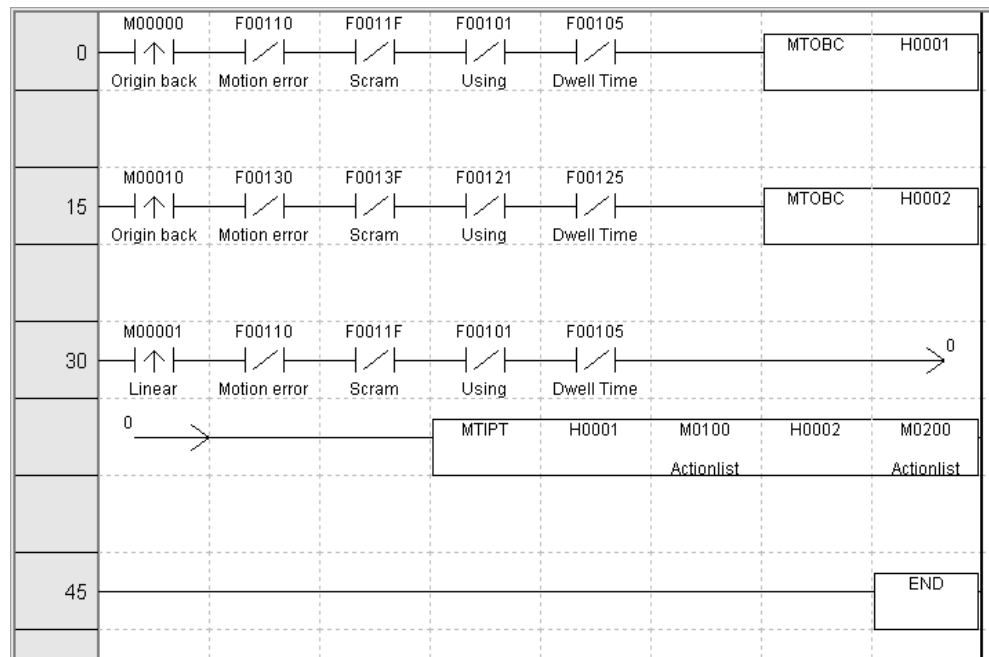 M00000 F00110 F0011F F00101 F00105
0 MTOBC H0001
Origin back Motion error Scram Using Dwell Time
M00010 F00130 F0013F F00121 F00125
15 MTOBC H0002
Origin back Motion error Scram Using Dwell Time
M00001 F00110 F0011F F00101 F00105
30 0
Linear Motion error Scram Using Dwell Time
0 MTIPT H0001 M0100 H0002 M0200
Actionlist Actionlist
45 END